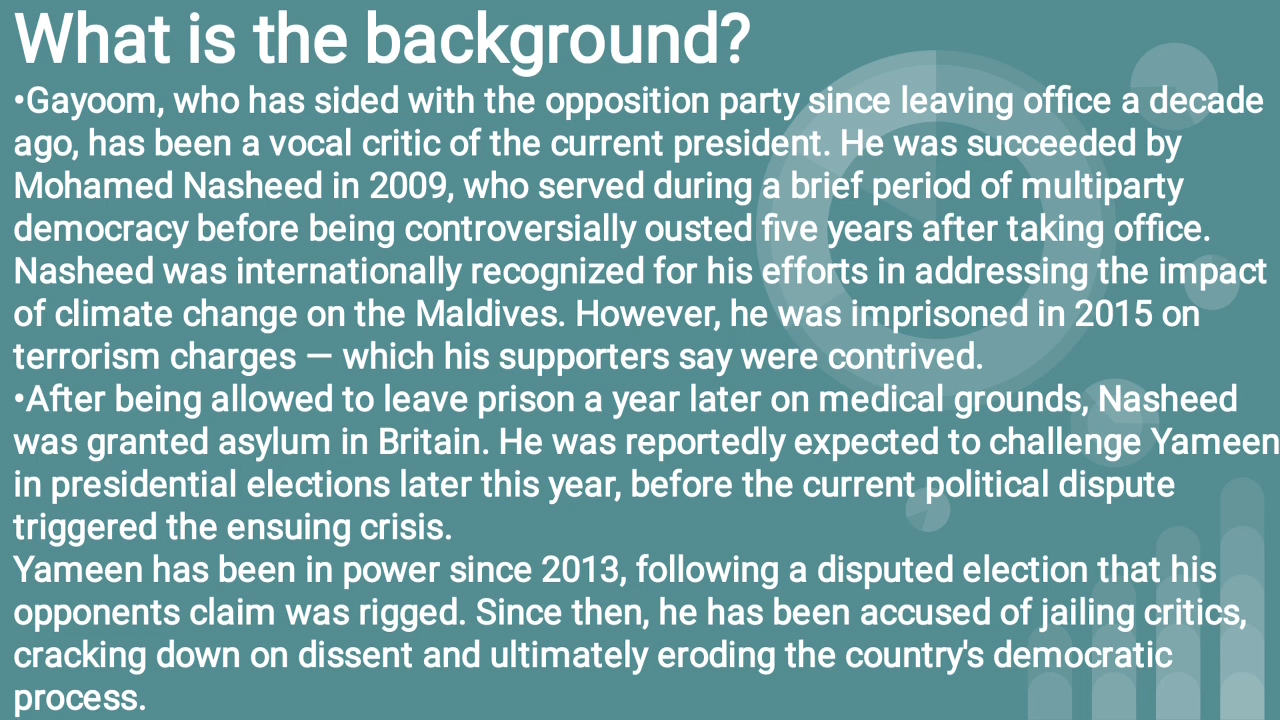 What is the background?
•Gayoom, who has sided with the opposition party since leaving office a decade
ago, has been a vocal critic of the current president. He was succeeded by
Mohamed Nasheed in 2009, who served during a brief period of multiparty
democracy before being controversially ousted five years after taking office.
Nasheed was internationally recognized for his efforts in addressing the impact
of climate change on the Maldives. However, he was imprisoned in 2015 on
terrorism charges — which his supporters say were contrived.
•After being allowed to leave prison a year later on medical grounds, Nasheed
was granted asylum in Britain. He was reportedly expected to challenge Yameen
in presidential elections later this year, before the current political dispute
triggered the ensuing crisis.
Yameen has been in power since 2013, following a disputed election that his
opponents claim was rigged. Since then, he has been accused of jailing critics,
cracking down on dissent and ultimately eroding the country's democratic
process.